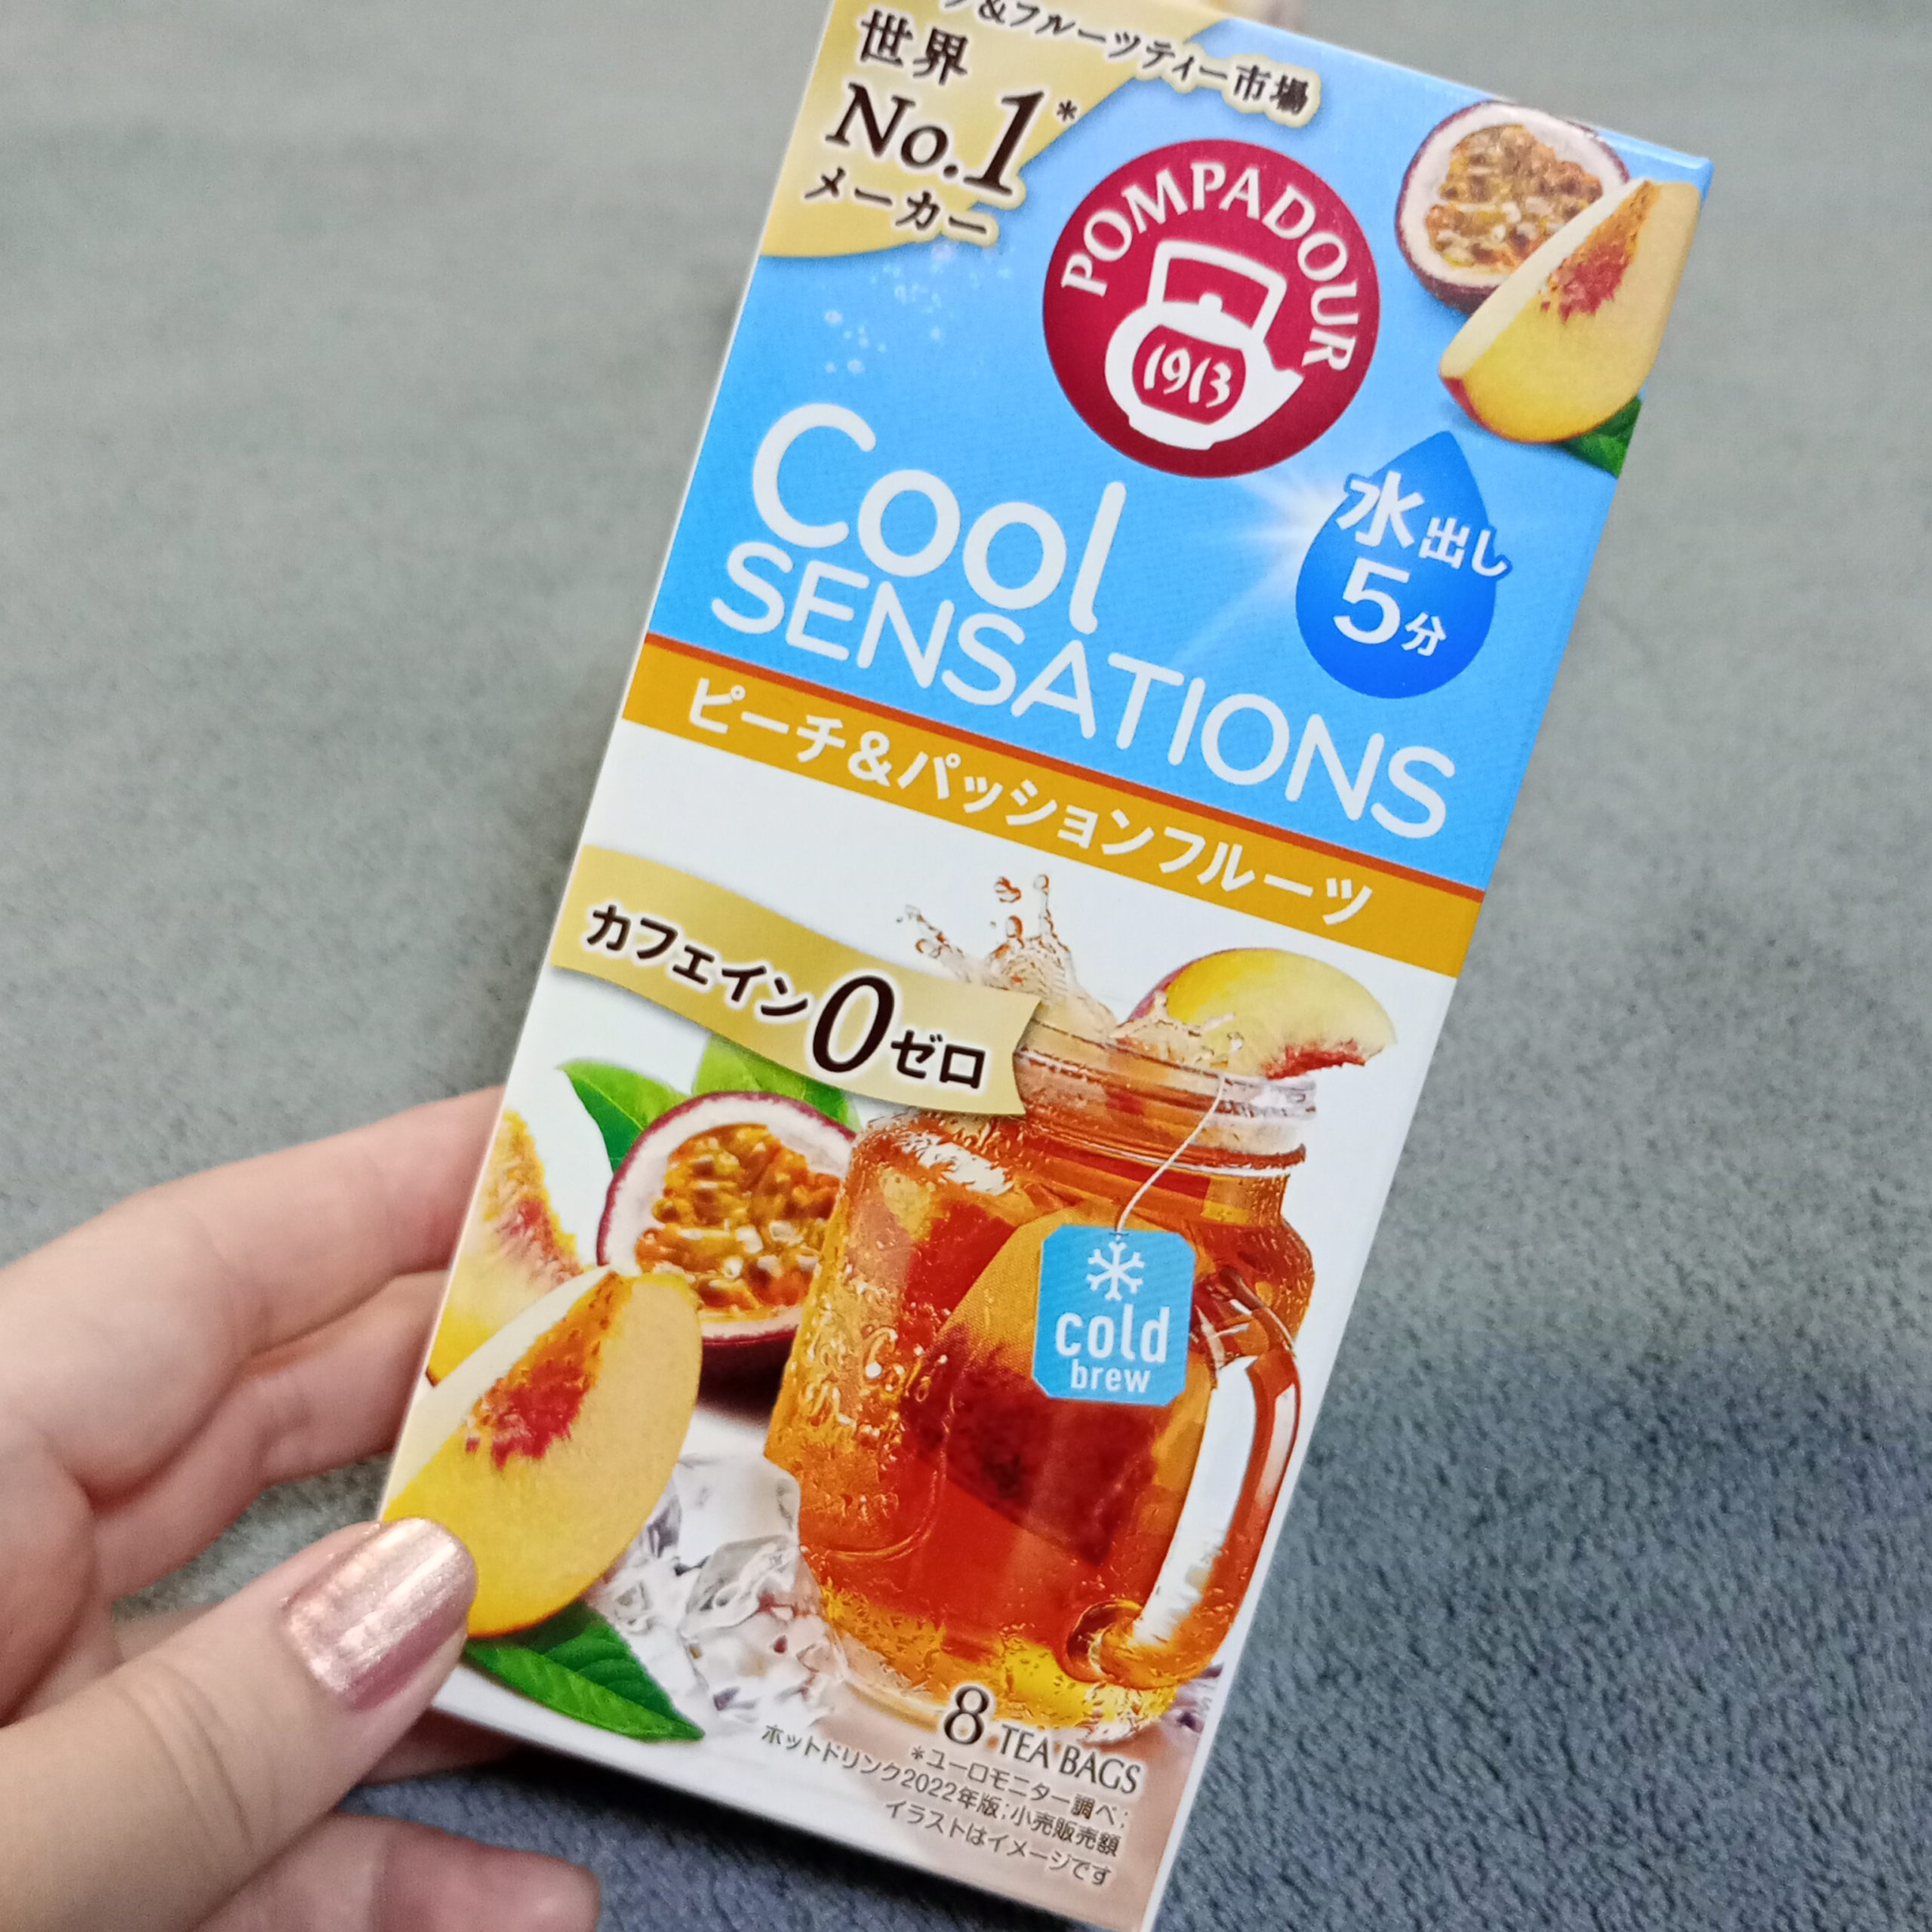 &フルーツティー市場
世界
No.1*
メーカー
POMPADOUR
1913
Cool
SENSATIONS
水出し
5分
ピーチ&パッションフルーツ
カフェイン0ゼロ
cold
brew
8 TEA BAGS
*ユーロモニター調べ;
ホットドリンク2022年版;小売販売額
イラストはイメージです